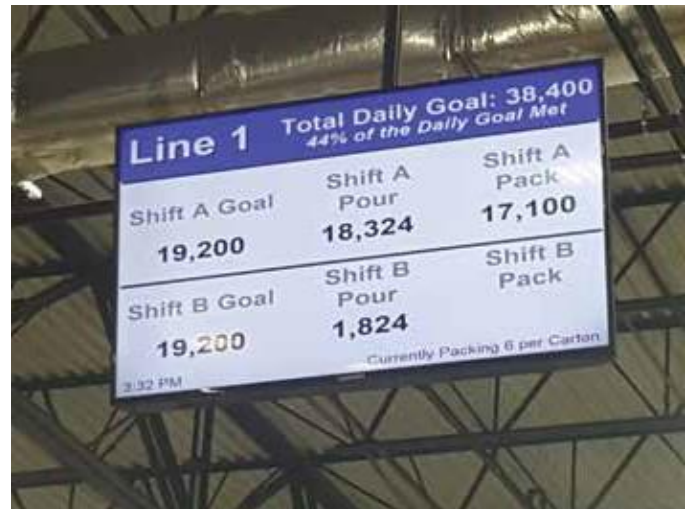 Line 1
Total Daily Goal: 38,400
44% of the Daily Goal Met
Shift A Goal
19,200
Shift A
Pour
18,324
Shift A
Pack
17,100
Shift B Goal
19,200
Shift B
Pour
1,824
Shift B
Pack
3:32 PM
Currently Packing 6 per Carton